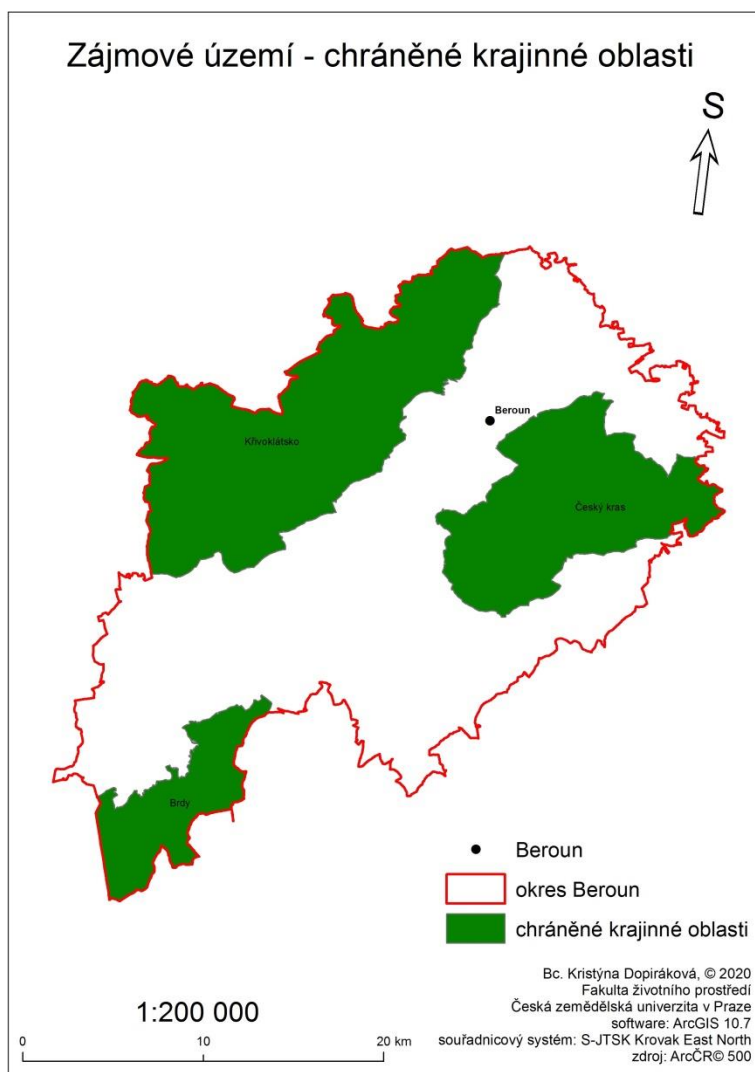 Zájmové území - chráněné krajinné oblasti
S
Beroun
Křivoklátsko
Český kras
Brdy
Beroun
okres Beroun
chráněné krajinné oblasti
Bc. Kristýna Dopiráková, © 2020
Fakulta životního prostředí
Česká zemědělská univerzita v Praze
software: ArcGIS 10.7
souřadnicový systém: S-JTSK Krovak East North
zdroj: ArcČR© 500
1:200 000
0 10 20 km